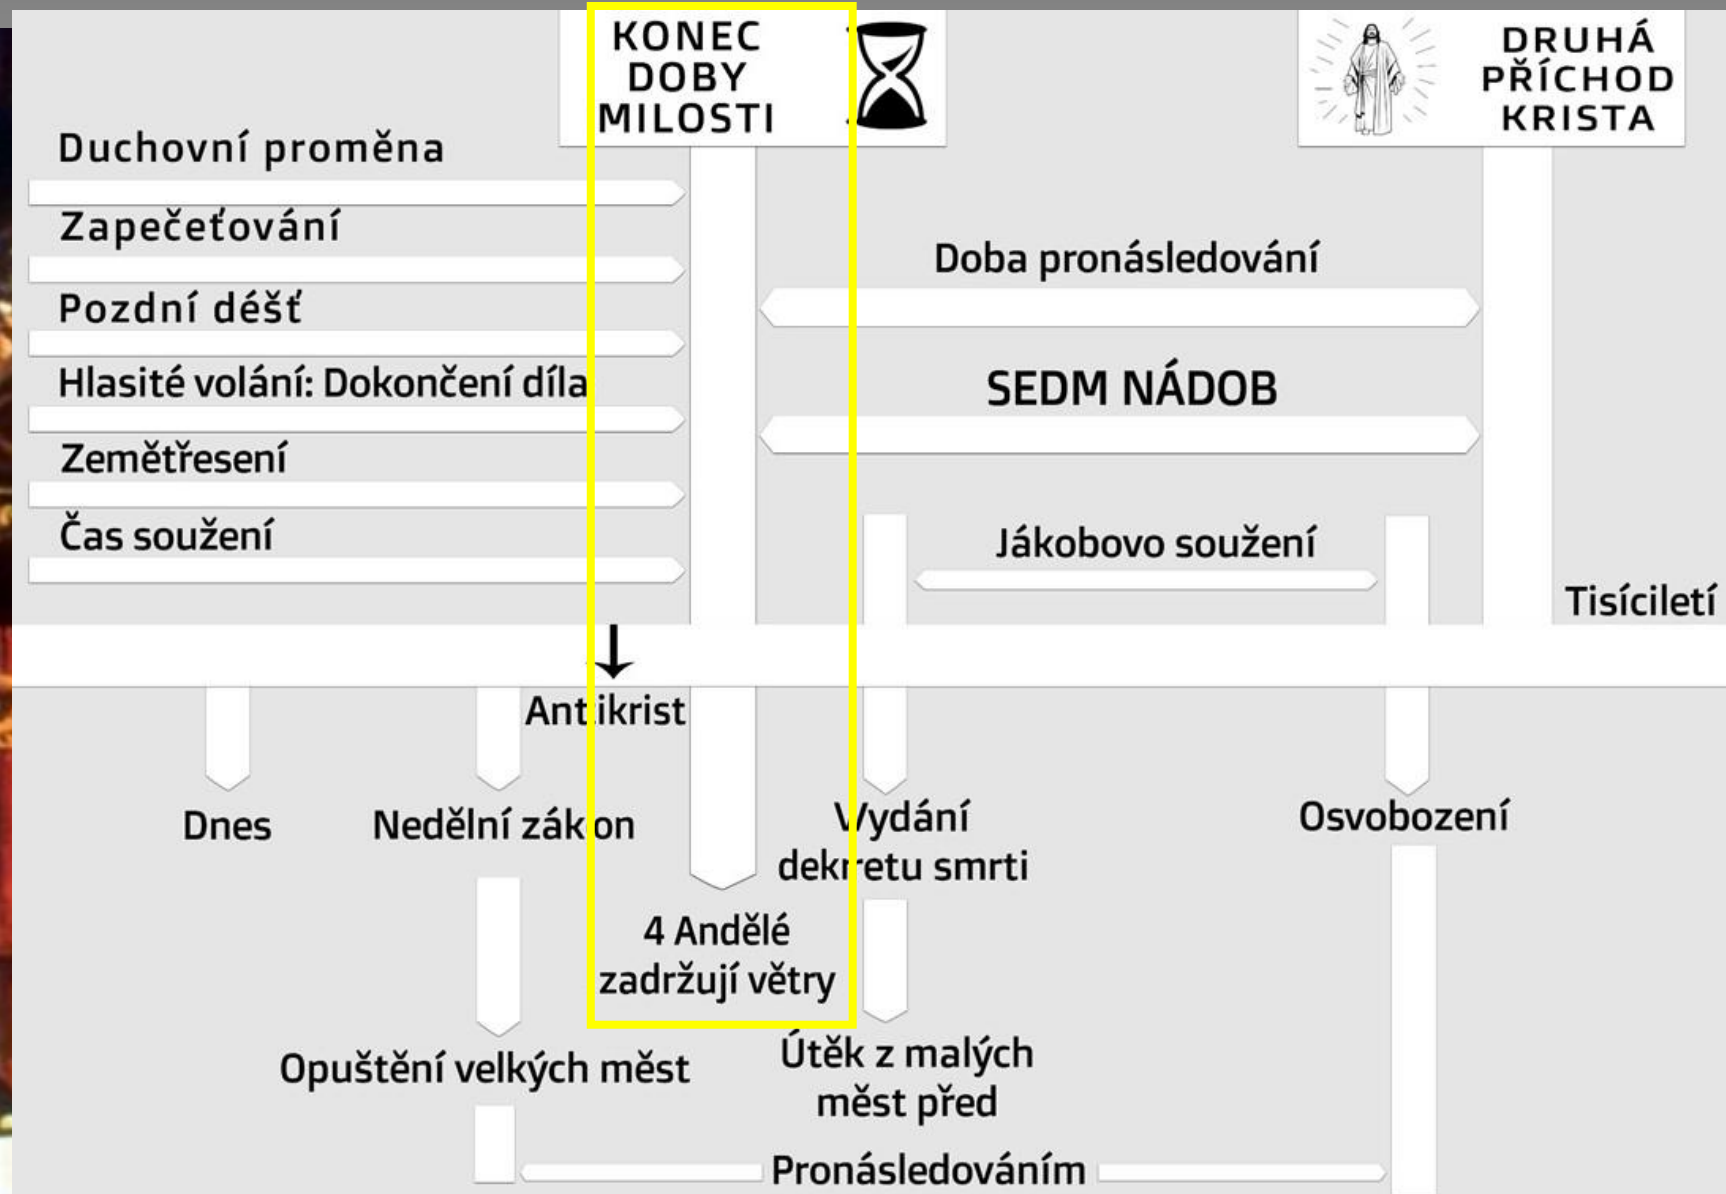 KONEC
DOBY
MILOSTI
DRUHÁ
PŘÍCHOD
KRISTA
Duchovní proměna
Zapečeťování
Pozdní déšť
Hlasité volání: Dokončení díla
Zemětřesení
Čas soužení
Doba pronásledování
SEDM NÁDOB
Jákobovo soužení
Tisíciletí
Antikrist
Dnes
Nedělní zákon
Vydání
dekretu smrti
Osvobození
4 Andělé
zadržují větry
Opuštění velkých měst
Útěk z malých
měst před
Pronásledováním